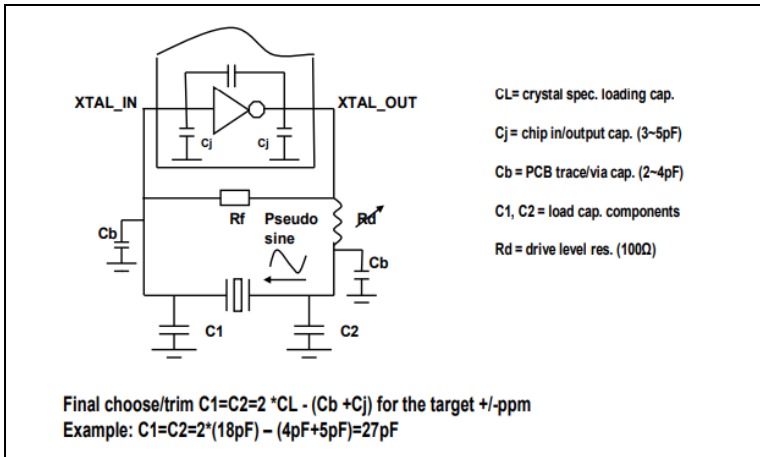 XTAL_IN
XTAL_OUT
Cj
Cj
Rf
Pseudo
sine
Rd
Cb
Cb
C1
C2
CL= crystal spec. loading cap.
Cj = chip in/output cap. (3~5pF)
Cb = PCB trace/via cap. (2~4pF)
C1, C2 = load cap. components
Rd = drive level res. (100Ω)
Final choose/trim C1=C2=2 *CL - (Cb +Cj) for the target +/-ppm
Example: C1=C2=2*(18pF) – (4pF+5pF)=27pF